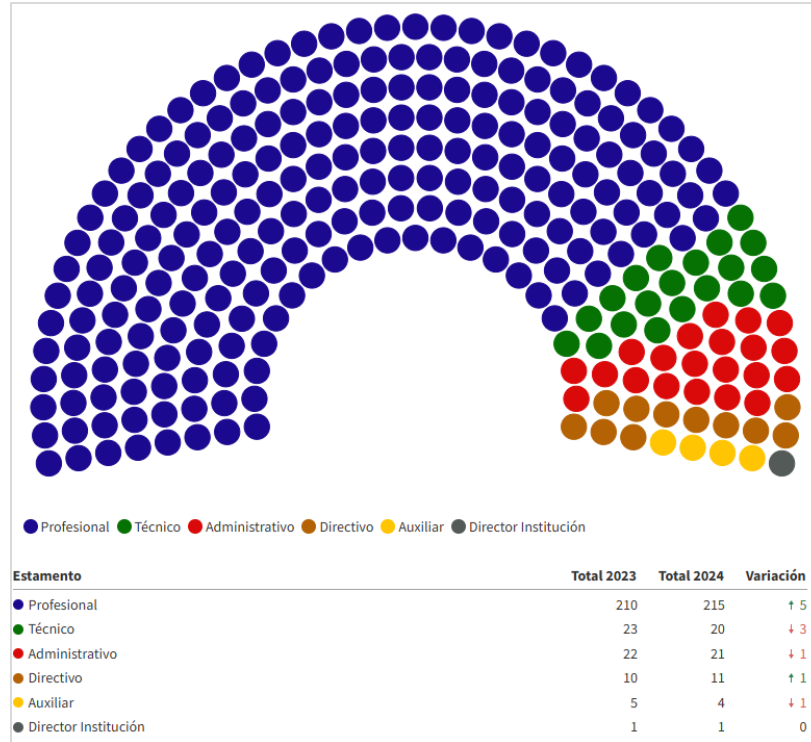 Profesional Técnico Administrativo Directivo Auxiliar Director Institución
Estamento Total 2023 Total 2024 Variación
Profesional 210 215 ↑ 5
Técnico 23 20 ↓ 3
Administrativo 22 21 ↓ 1
Directivo 10 11 ↑ 1
Auxiliar 5 4 ↓ 1
Director Institución 1 1 0